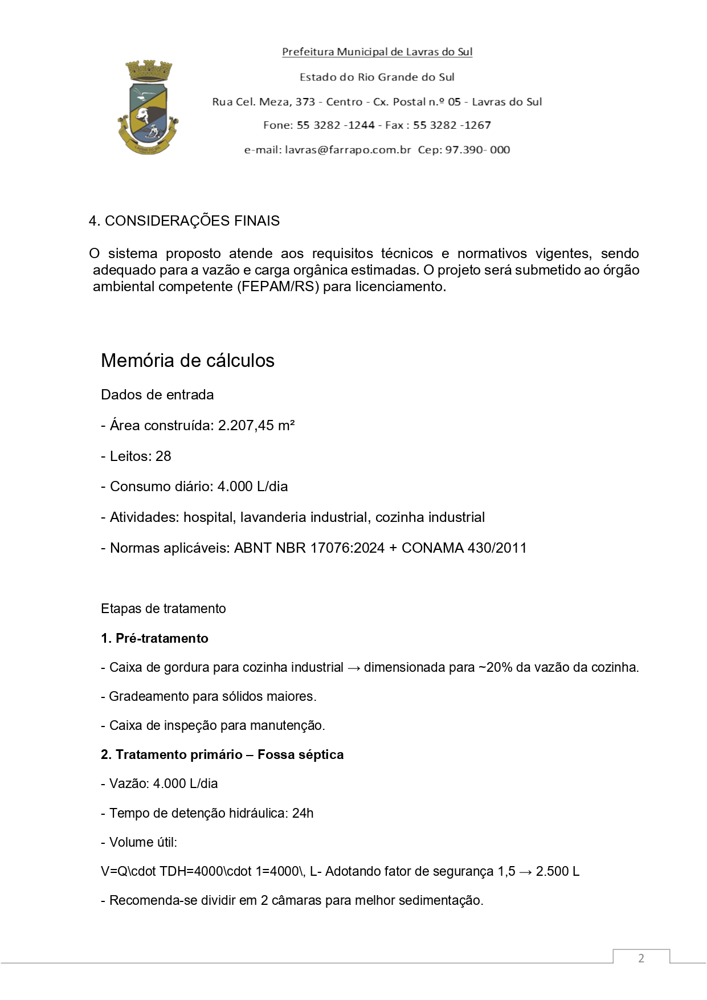 Prefeitura Municipal de Lavras do Sul
Estado do Rio Grande do Sul
Rua Cel. Meza, 373 - Centro - Cx. Postal n.º 05 - Lavras do Sul
Fone: 55 3282 -1244 - Fax : 55 3282 -1267
e-mail: lavras@farrapo.com.br Cep: 97.390- 000
LAVRAS DO SUL
4. CONSIDERAÇÕES FINAIS
O sistema proposto atende aos requisitos técnicos e normativos vigentes, sendo
adequado para a vazão e carga orgânica estimadas. O projeto será submetido ao órgão
ambiental competente (FEPAM/RS) para licenciamento.
Memória de cálculos
Dados de entrada
- Área construída: 2.207,45 m²
- Leitos: 28
- Consumo diário: 4.000 L/dia
- Atividades: hospital, lavanderia industrial, cozinha industrial
- Normas aplicáveis: ABNT NBR 17076:2024 + CONAMA 430/2011
Etapas de tratamento
1. Pré-tratamento
- Caixa de gordura para cozinha industrial → dimensionada para ~20% da vazão da cozinha.
- Gradeamento para sólidos maiores.
- Caixa de inspeção para manutenção.
2. Tratamento primário – Fossa séptica
- Vazão: 4.000 L/dia
- Tempo de detenção hidráulica: 24h
- Volume útil:
V=Q\cdot TDH=4000\cdot 1=4000\, L- Adotando fator de segurança 1,5 → 2.500 L
- Recomenda-se dividir em 2 câmaras para melhor sedimentação.
2